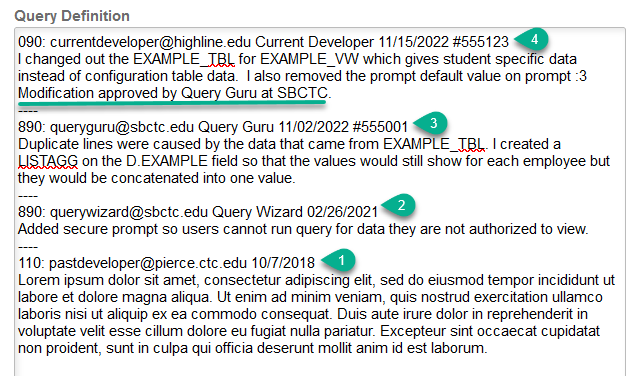 Query Definition
090: currentdeveloper@highline.edu Current Developer 11/15/2022 #555123 4
I changed out the EXAMPLE_TBL for EXAMPLE_VW which gives student specific data
instead of configuration table data.  I also removed the prompt default value on prompt :3
Modification approved by Query Guru at SBCTC.
----
890: queryguru@sbctc.edu Query Guru 11/02/2022 #555001 3
Duplicate lines were caused by the data that came from EXAMPLE_TBL. I created a
LISTAGG on the D.EXAMPLE field so that the values would still show for each employee but
they would be concatenated into one value.
----
890: querywizard@sbctc.edu Query Wizard 02/26/2021 2
Added secure prompt so users cannot run query for data they are not authorized to view.
----
110: pastdeveloper@pierce.ctc.edu 10/7/2018 1
Lorem ipsum dolor sit amet, consectetur adipiscing elit, sed do eiusmod tempor incididunt ut
labore et dolore magna aliqua. Ut enim ad minim veniam, quis nostrud exercitation ullamco
laboris nisi ut aliquip ex ea commodo consequat. Duis aute irure dolor in reprehenderit in
voluptate velit esse cillum dolore eu fugiat nulla pariatur. Excepteur sint occaecat cupidatat
non proident, sunt in culpa qui officia deserunt mollit anim id est laborum.